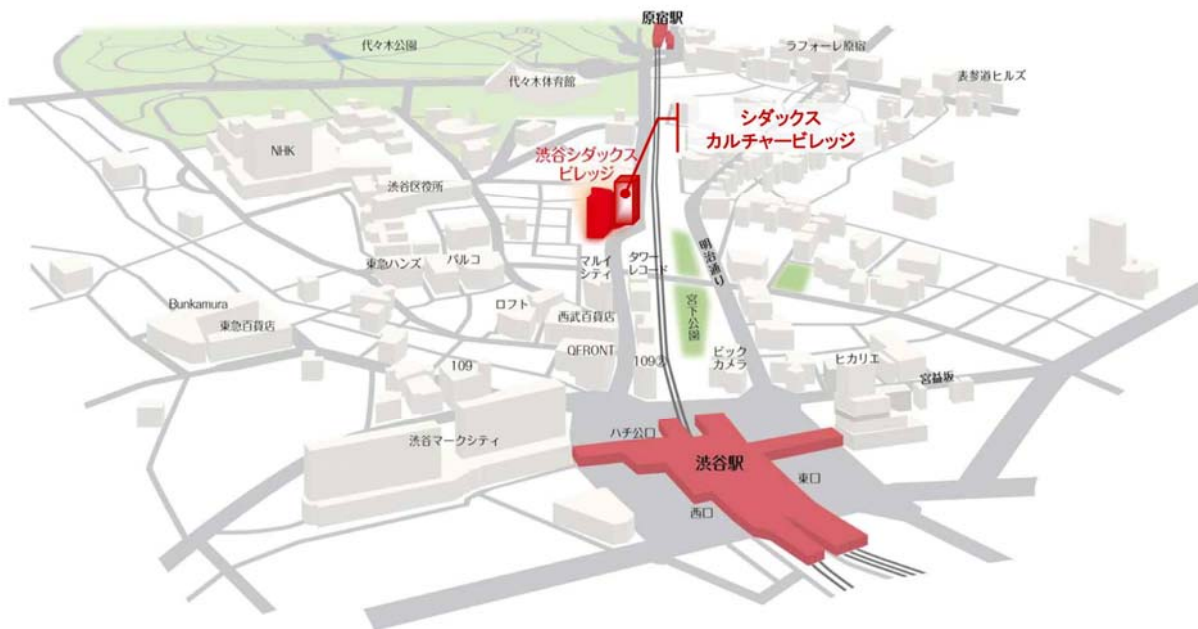 原宿駅
代々木公園
ラフォーレ原宿
代々木体育館
表参道ヒルズ
シダックス
カルチャービレッジ
NHK
渋谷シダックス
ビレッジ
渋谷区役所
明治通り
東急ハンズ
パルコ
マルイ
シティ
タワー
レコード
Bunkamura
東急百貨店
ロフト
西武百貨店
宮下公園
QFRONT
109②
ビック
カメラ
ヒカリエ
宮益坂
109
渋谷マークシティ
ハチ公口
渋谷駅
東口
西口